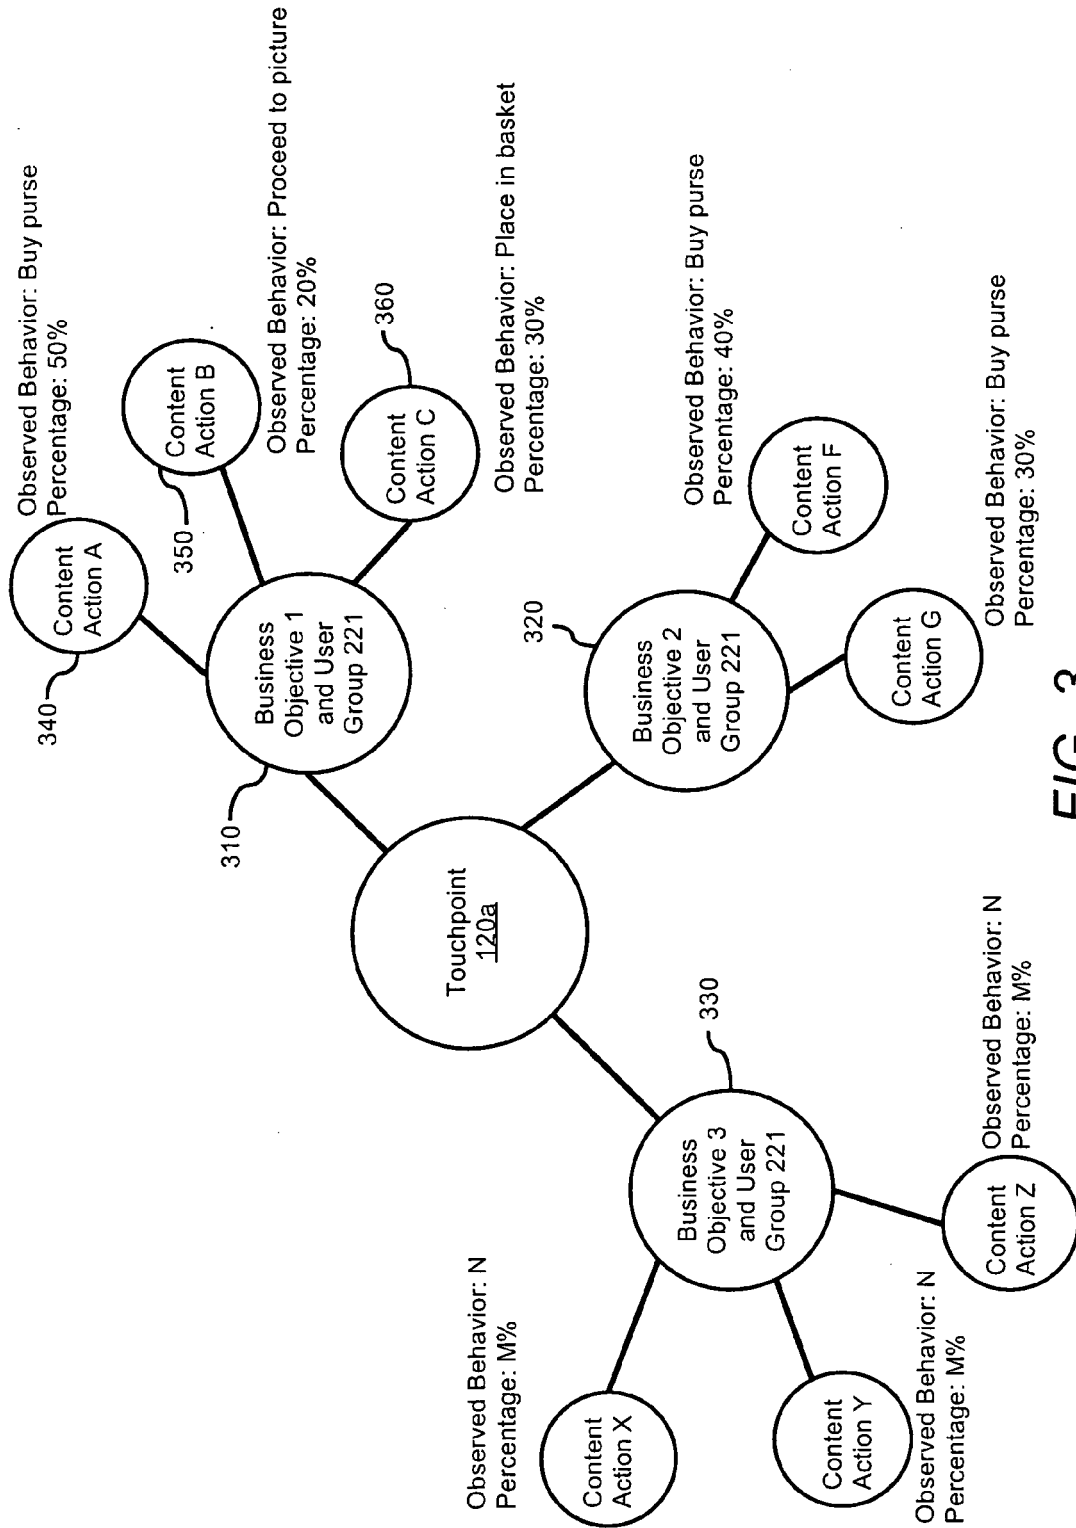 Observed Behavior: Buy purse
Percentage: 50%
340
Content
Action A
350
Content
Action B
Observed Behavior: Proceed to picture
Percentage: 20%
360
Content
Action C
Observed Behavior: Place in basket
Percentage: 30%
310
Business
Objective 1
and User
Group 221
Touchpoint
120a
320
Business
Objective 2
and User
Group 221
Observed Behavior: Buy purse
Percentage: 40%
Content
Action F
Content
Action G
Observed Behavior: Buy purse
Percentage: 30%
330
Business
Objective 3
and User
Group 221
Observed Behavior: N
Percentage: M%
Content
Action X
Content
Action Y
Observed Behavior: N
Percentage: M%
Content
Action Z
Observed Behavior: N
Percentage: M%
FIG. 3